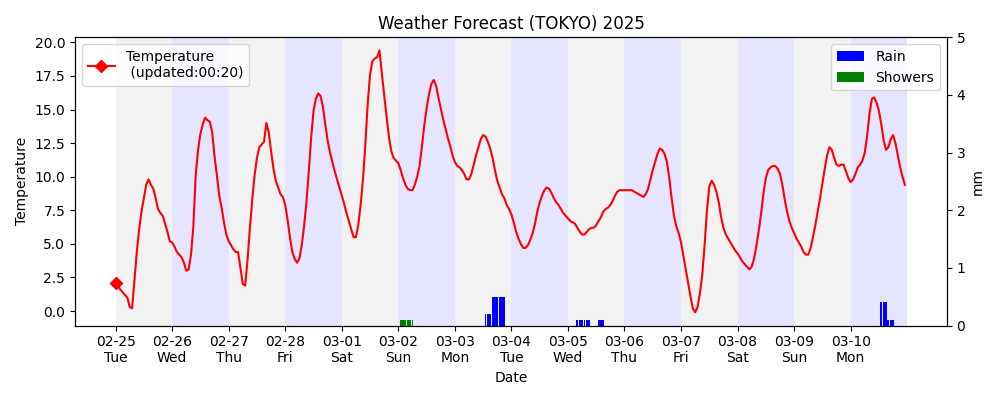 Weather Forecast (TOKYO) 2025
Temperature
(updated:00:20)
Rain
Showers
Temperature
20.0
17.5
15.0
12.5
10.0
7.5
5.0
2.5
0.0
5
4
3
2
1
0
mm
02-25 02-26 02-27 02-28 03-01 03-02 03-03 03-04 03-05 03-06 03-07 03-08 03-09 03-10
Tue Wed Thu Fri Sat Sun Mon Tue Wed Thu Fri Sat Sun Mon
Date